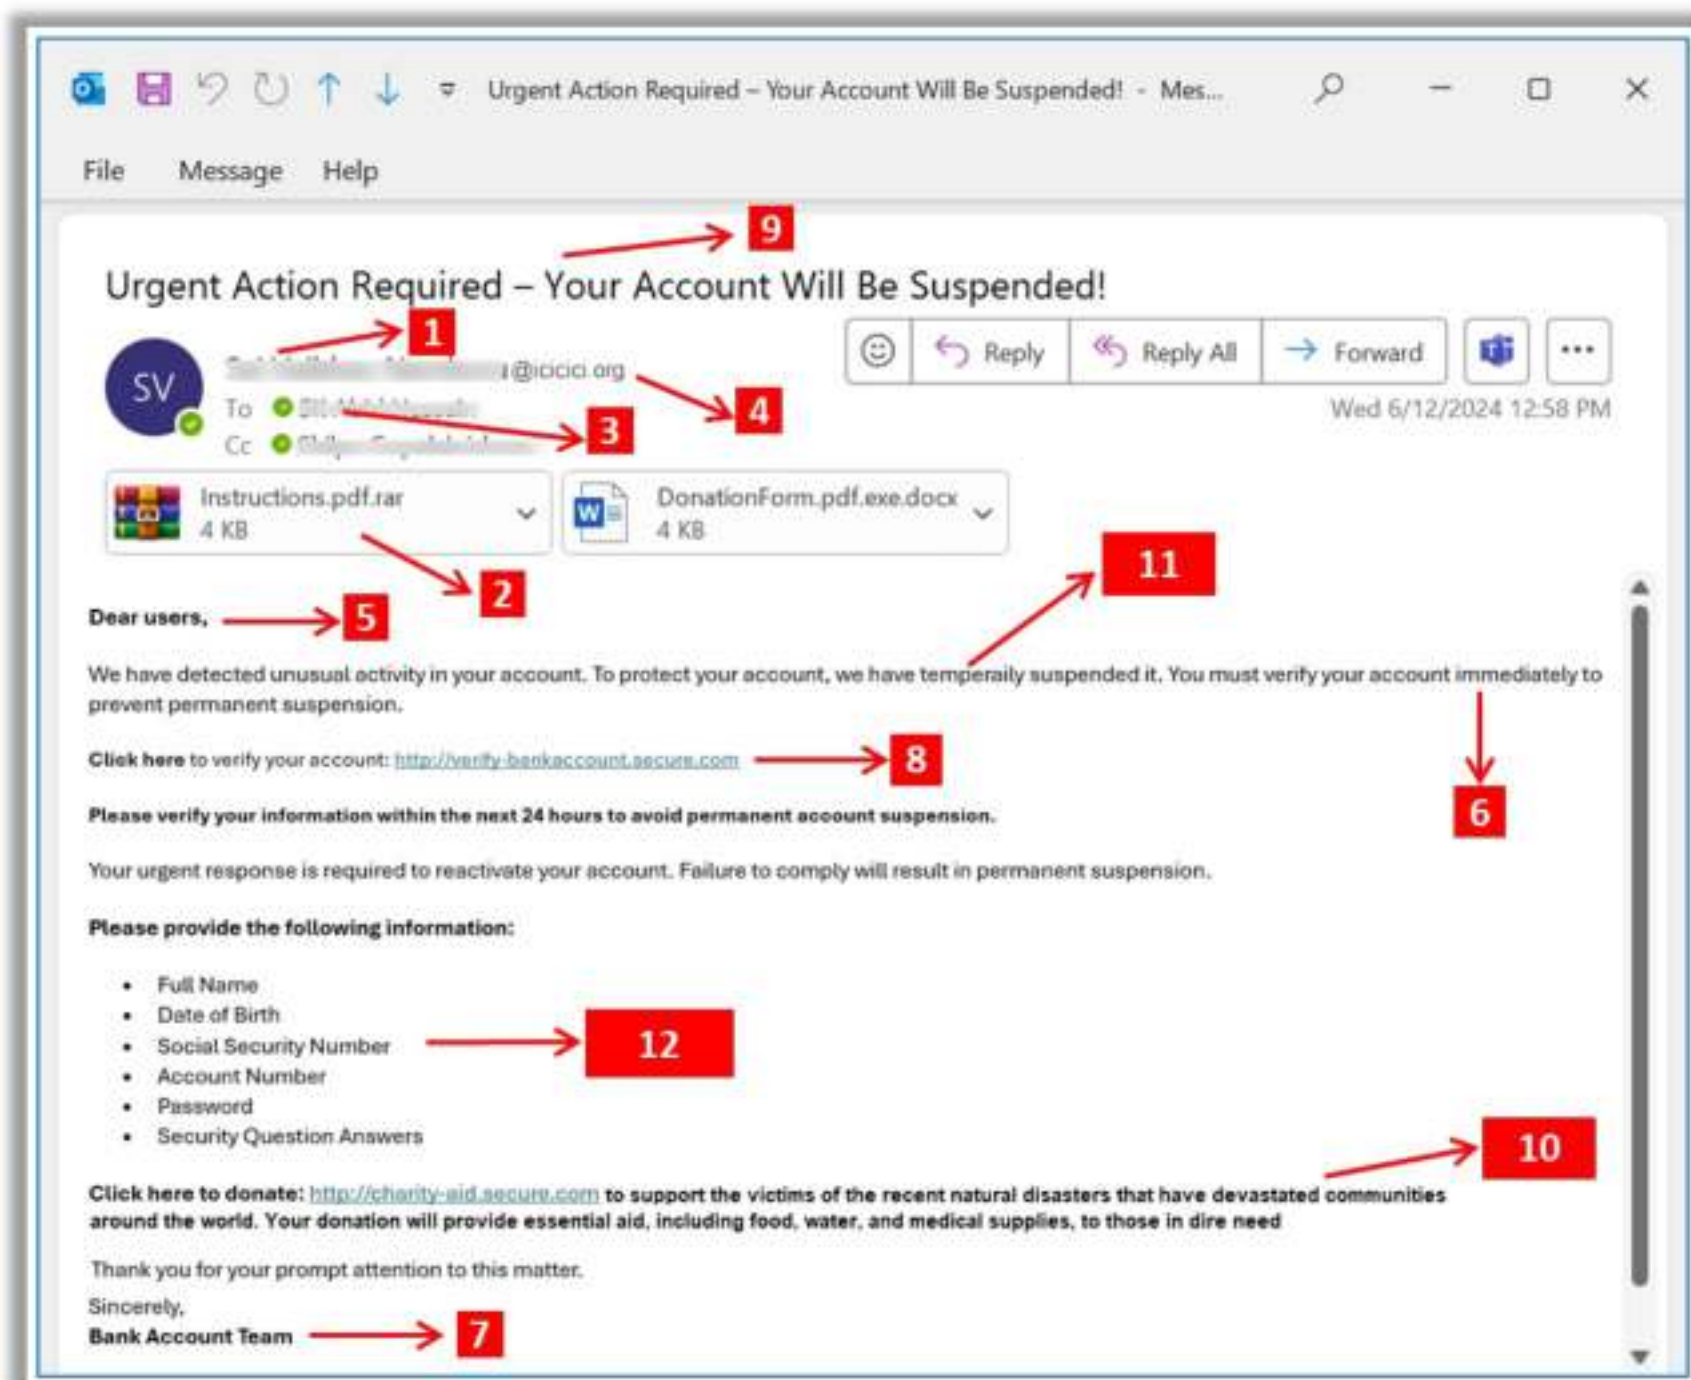 Urgent Action Required – Your Account Will Be Suspended! - Mes...
File Message Help
9
Urgent Action Required – Your Account Will Be Suspended!
1
SV
@icicici.org
Reply
Reply All
Forward
4
To
3
Wed 6/12/2024 12:58 PM
Cc
Instructions.pdf.rar
4 KB
DonationForm.pdf.exe.docx
4 KB
11
2
Dear users,
5
We have detected unusual activity in your account. To protect your account, we have temperaily suspended it. You must verify your account immediately to
prevent permanent suspension.
Click here to verify your account: http://verify-bankaccount.secure.com
8
6
Please verify your information within the next 24 hours to avoid permanent account suspension.
Your urgent response is required to reactivate your account. Failure to comply will result in permanent suspension.
Please provide the following information:
• Full Name
• Date of Birth
• Social Security Number
12
• Account Number
• Password
• Security Question Answers
10
Click here to donate: http://charity-aid.secure.com to support the victims of the recent natural disasters that have devastated communities
around the world. Your donation will provide essential aid, including food, water, and medical supplies, to those in dire need
Thank you for your prompt attention to this matter.
Sincerely,
Bank Account Team
7